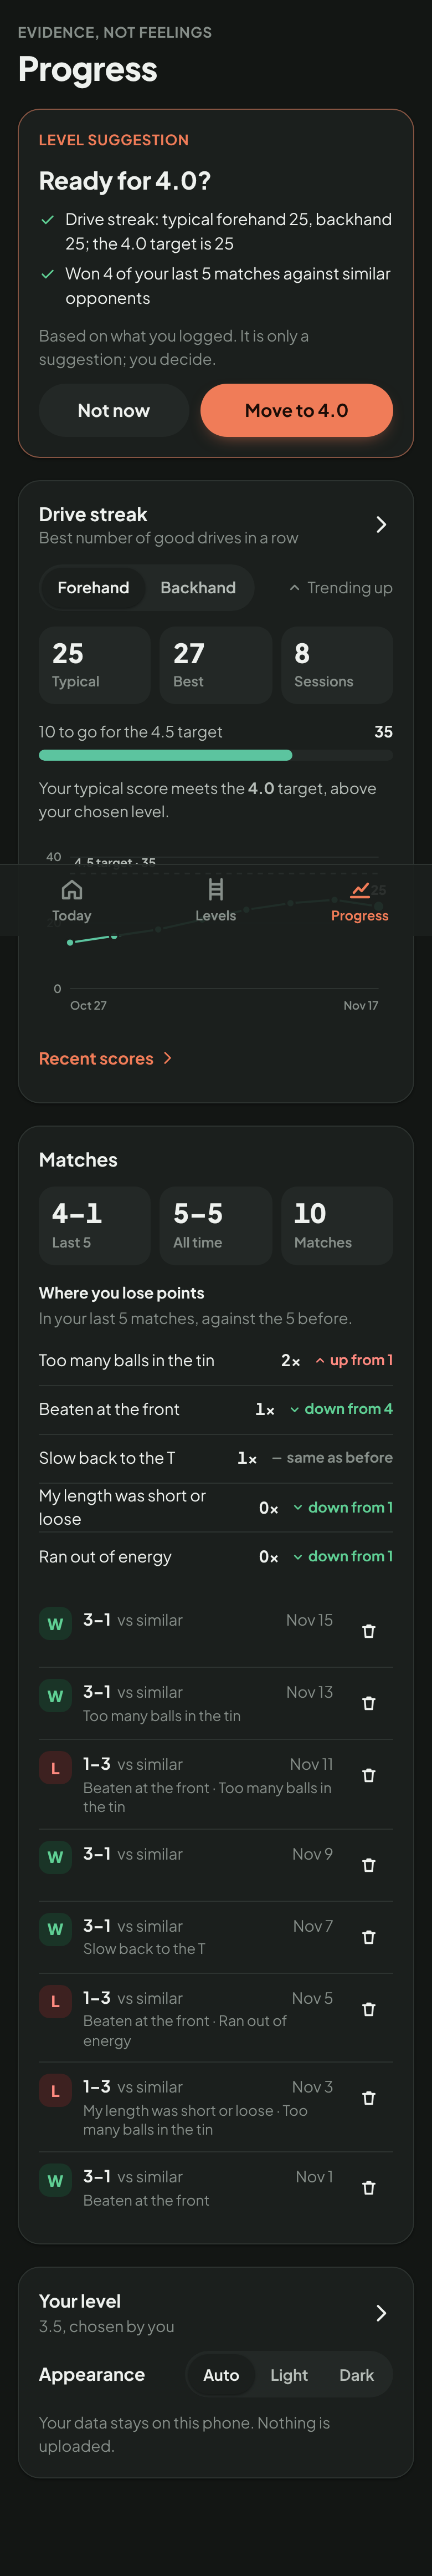 EVIDENCE, NOT FEELINGS
Progress
LEVEL SUGGESTION
Ready for 4.0?
Drive streak: typical forehand 25, backhand
25; the 4.0 target is 25
Won 4 of your last 5 matches against similar
opponents
Based on what you logged. It is only a
suggestion; you decide.
Not now
Move to 4.0
Drive streak
Best number of good drives in a row
Forehand
Backhand
Trending up
25
27
8
Typical
Best
Sessions
10 to go for the 4.5 target
35
Your typical score meets the 4.0 target, above
your chosen level.
40
4.5 target · 35
25
Today
Levels
Progress
0
Oct 27
Nov 17
Recent scores
Matches
4–1
5–5
10
Last 5
All time
Matches
Where you lose points
In your last 5 matches, against the 5 before.
Too many balls in the tin 2× up from 1
Beaten at the front 1× down from 4
Slow back to the T 1× – same as before
My length was short or
loose
0× down from 1
Ran out of energy 0× down from 1
W 3–1 vs similar Nov 15
W 3–1 vs similar Nov 13
Too many balls in the tin
L 1–3 vs similar Nov 11
Beaten at the front · Too many balls in
the tin
W 3–1 vs similar Nov 9
W 3–1 vs similar Nov 7
Slow back to the T
L 1–3 vs similar Nov 5
Beaten at the front · Ran out of
energy
L 1–3 vs similar Nov 3
My length was short or loose · Too
many balls in the tin
W 3–1 vs similar Nov 1
Beaten at the front
Your level
3.5, chosen by you
Appearance
Auto
Light
Dark
Your data stays on this phone. Nothing is
uploaded.